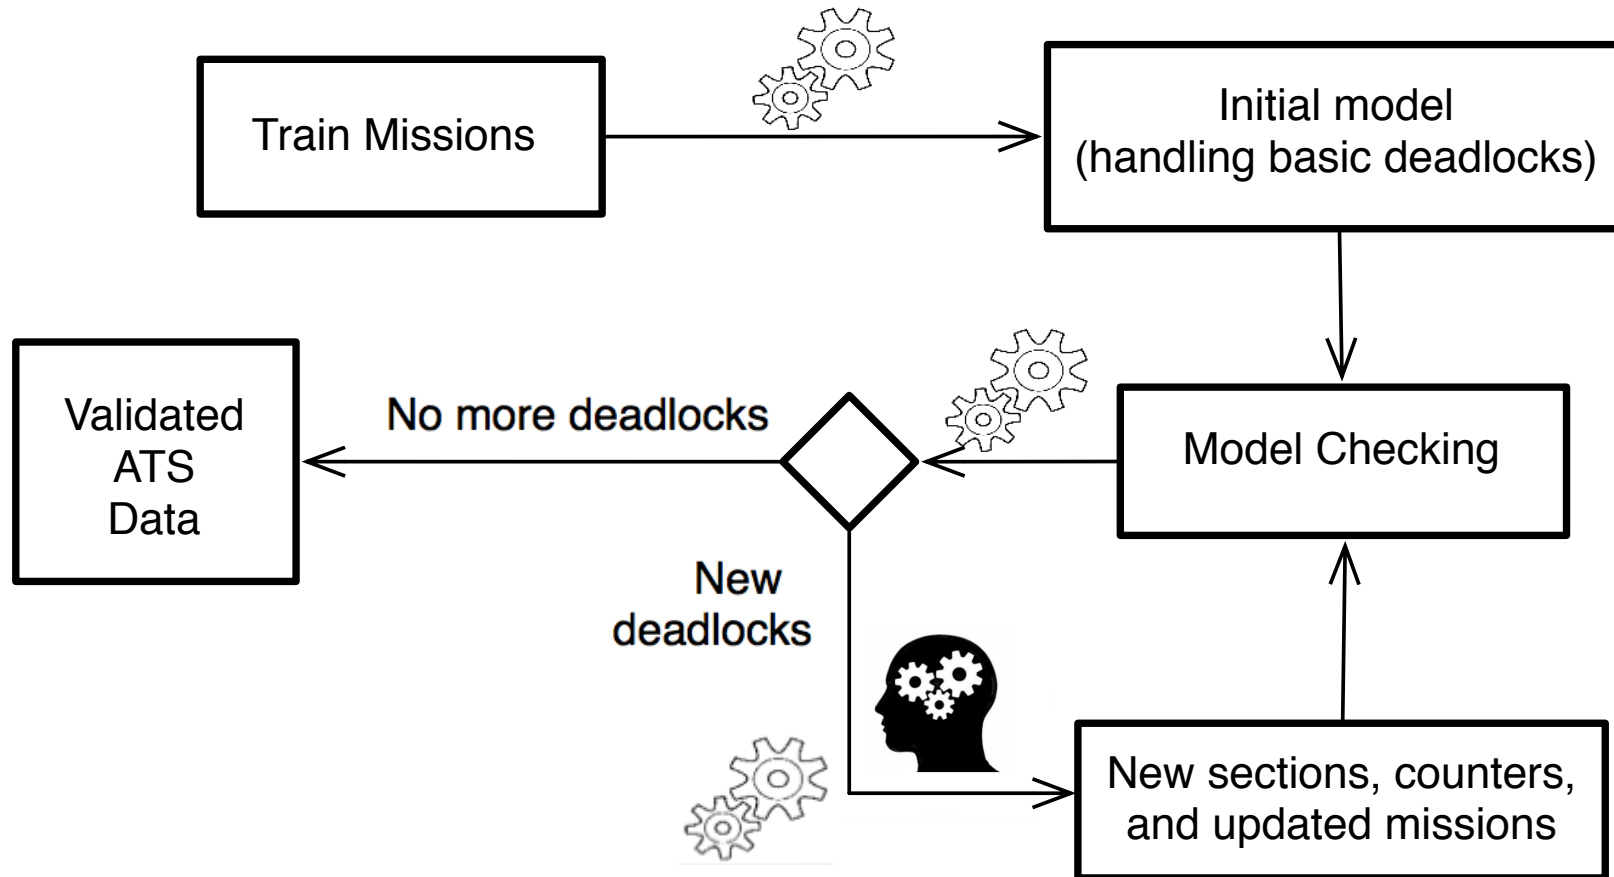 Train Missions
Initial model
(handling basic deadlocks)
Validated
ATS
Data
No more deadlocks
Model Checking
New
deadlocks
New sections, counters,
and updated missions